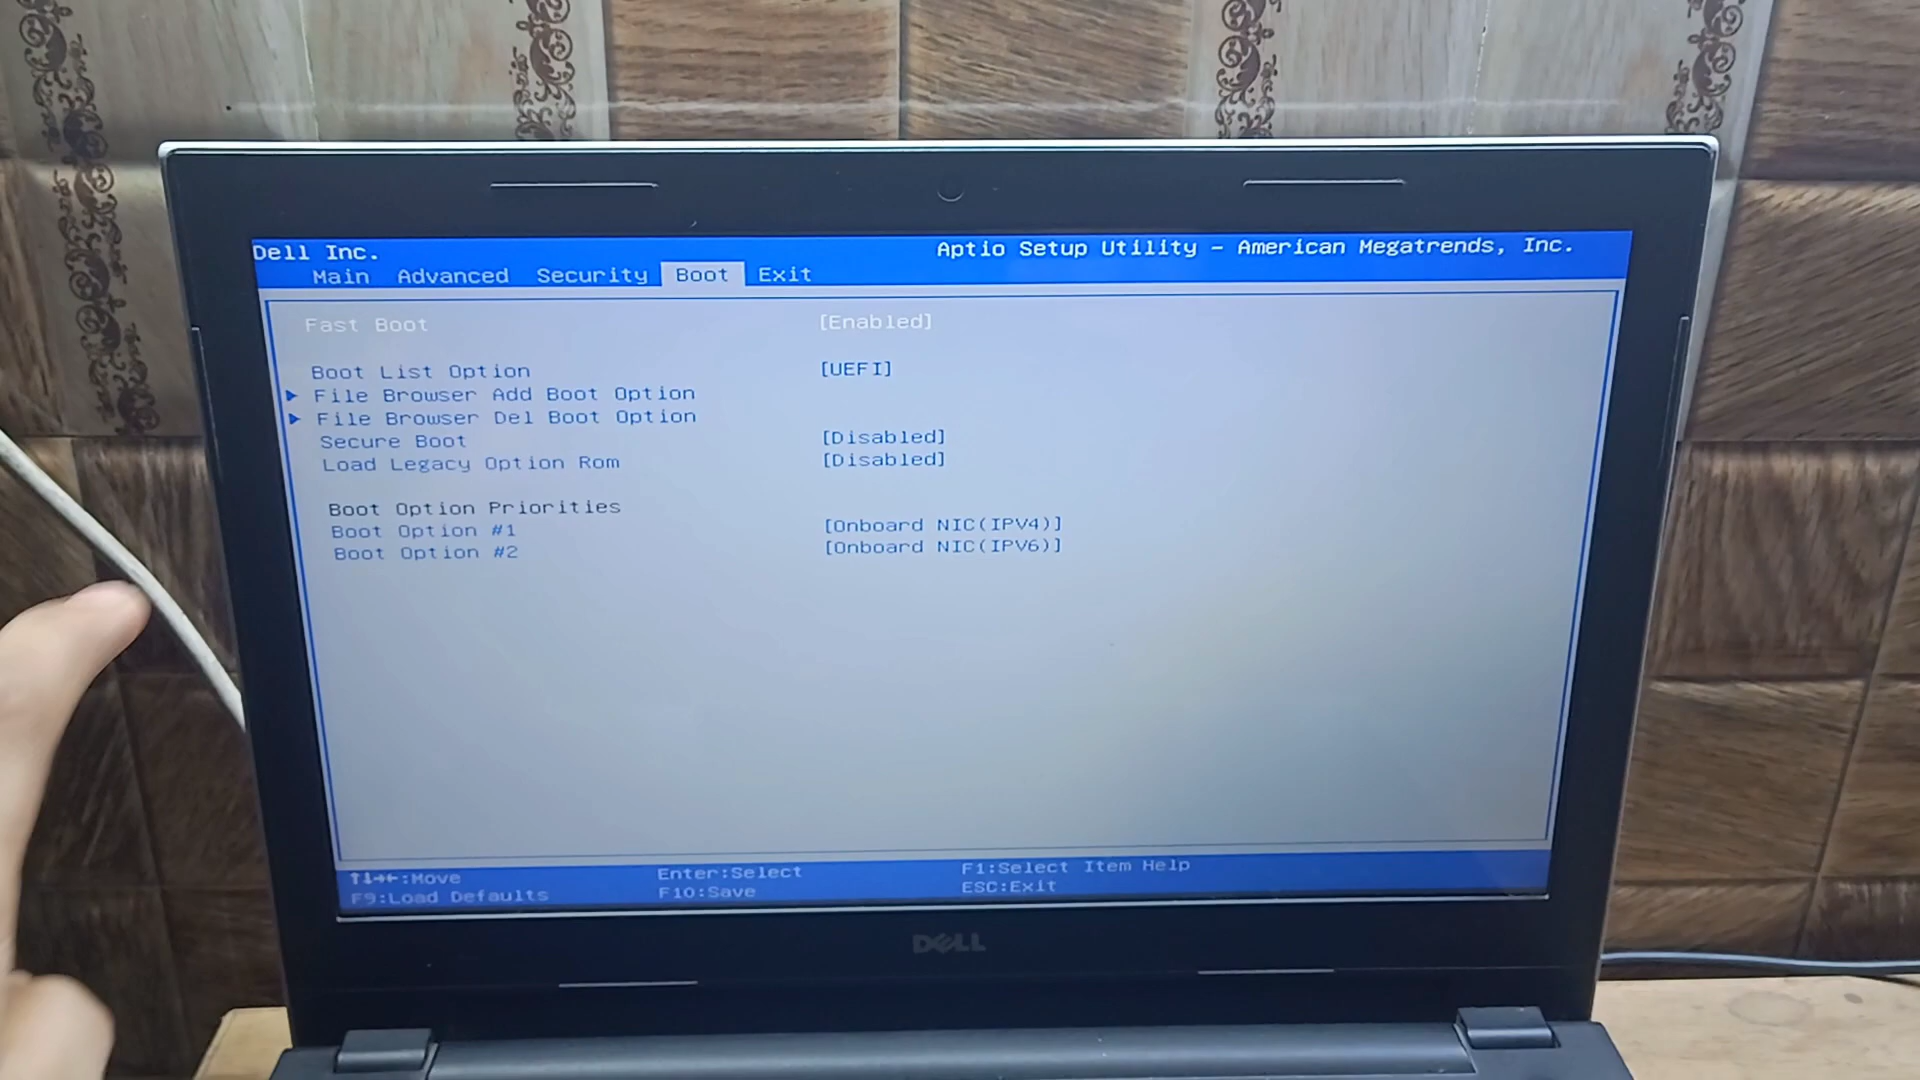 Dell Inc. Aptio Setup Utility – American Megatrends, Inc.
Main Advanced Security Boot Exit
Fast Boot [Enabled]
Boot List Option [UEFI]
▶ File Browser Add Boot Option
▶ File Browser Del Boot Option
Secure Boot [Disabled]
Load Legacy Option Rom [Disabled]
Boot Option Priorities
Boot Option #1 [Onboard NIC(IPV4)]
Boot Option #2 [Onboard NIC(IPV6)]
↑↓→←:Move Enter:Select F1:Select Item Help
F9:Load Defaults F10:Save ESC:Exit
DELL